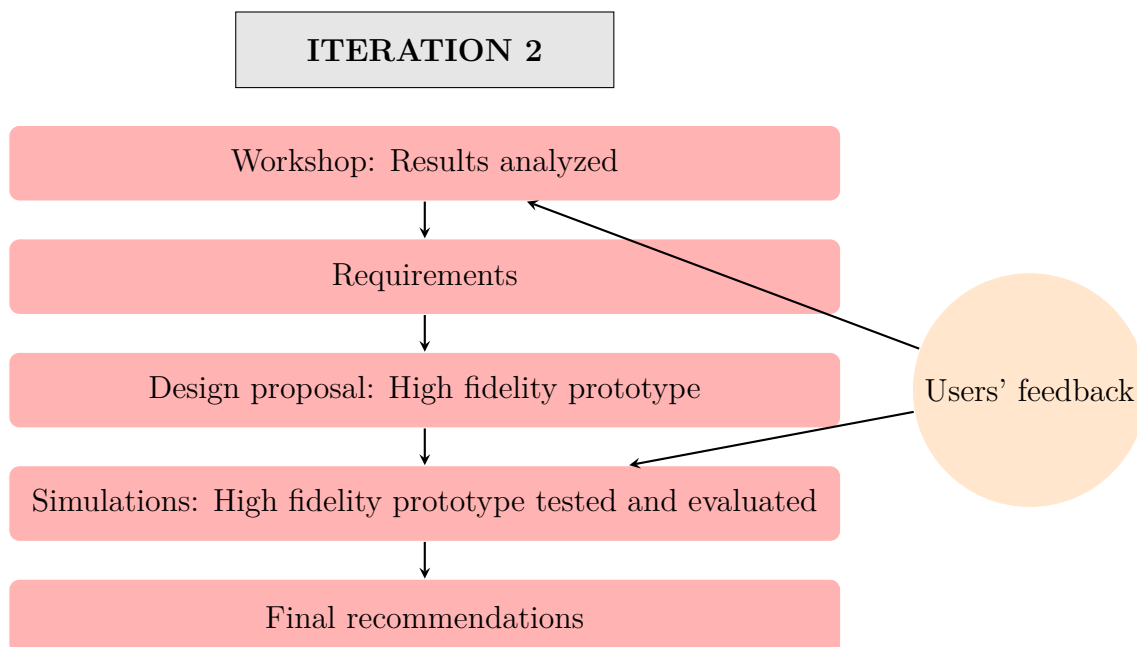 ITERATION 2
Workshop: Results analyzed
Requirements
Design proposal: High fidelity prototype
Users’ feedback
Simulations: High fidelity prototype tested and evaluated
Final recommendations